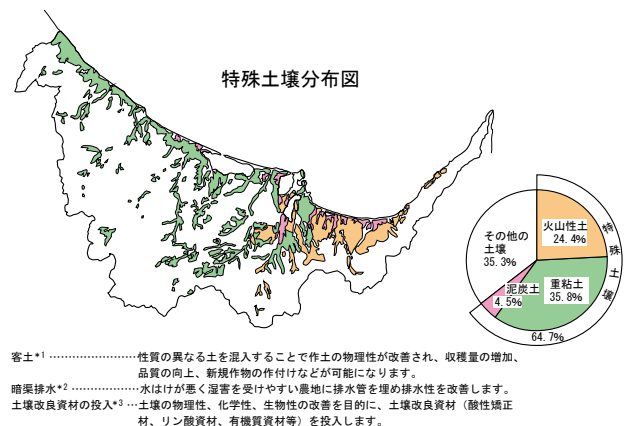 特殊土壌分布図
その他の
土壌
35.3%
火山性土
24.4%
重粘土
35.8%
泥炭土
4.5%
特殊土壌
64.7%
客土*1 ……………………性質の異なる土を混入することで作土の物理性が改善され、収穫量の増加、
品質の向上、新規作物の作付けなどが可能になります。
暗渠排水*2 ………………水はけが悪く湿害を受けやすい農地に排水管を埋め排水性を改善します。
土壌改良資材の投入*3 …土壌の物理性、化学性、生物性の改善を目的に、土壌改良資材（酸性矯正
材、リン酸資材、有機質資材等）を投入します。